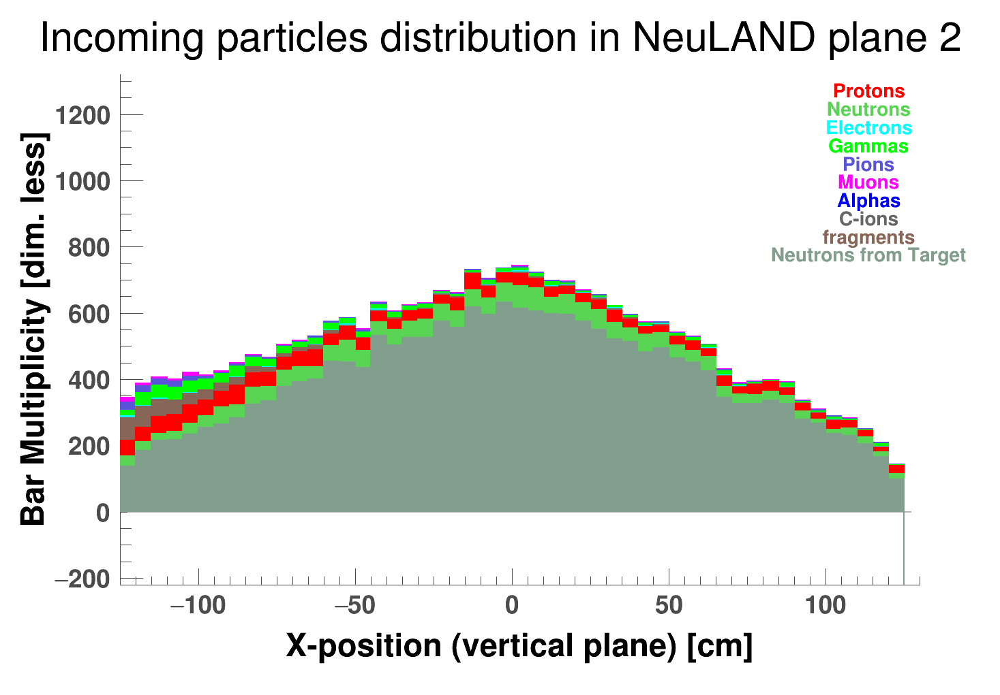 Incoming particles distribution in NeuLAND plane 2
Protons
Neutrons
Electrons
Gammas
Pions
Muons
Alphas
C-ions
fragments
Neutrons from Target
Bar Multiplicity [dim. less]
1200
1000
800
600
400
200
0
−200
−100
−50
0
50
100
X-position (vertical plane) [cm]